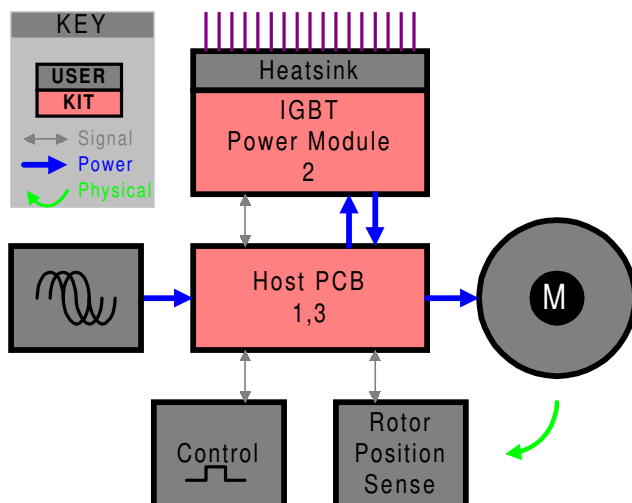 KEY
USER
KIT
Signal
Power
Physical
Heatsink
IGBT
Power Module
2
Host PCB
1,3
M
Control
Rotor
Position
Sense